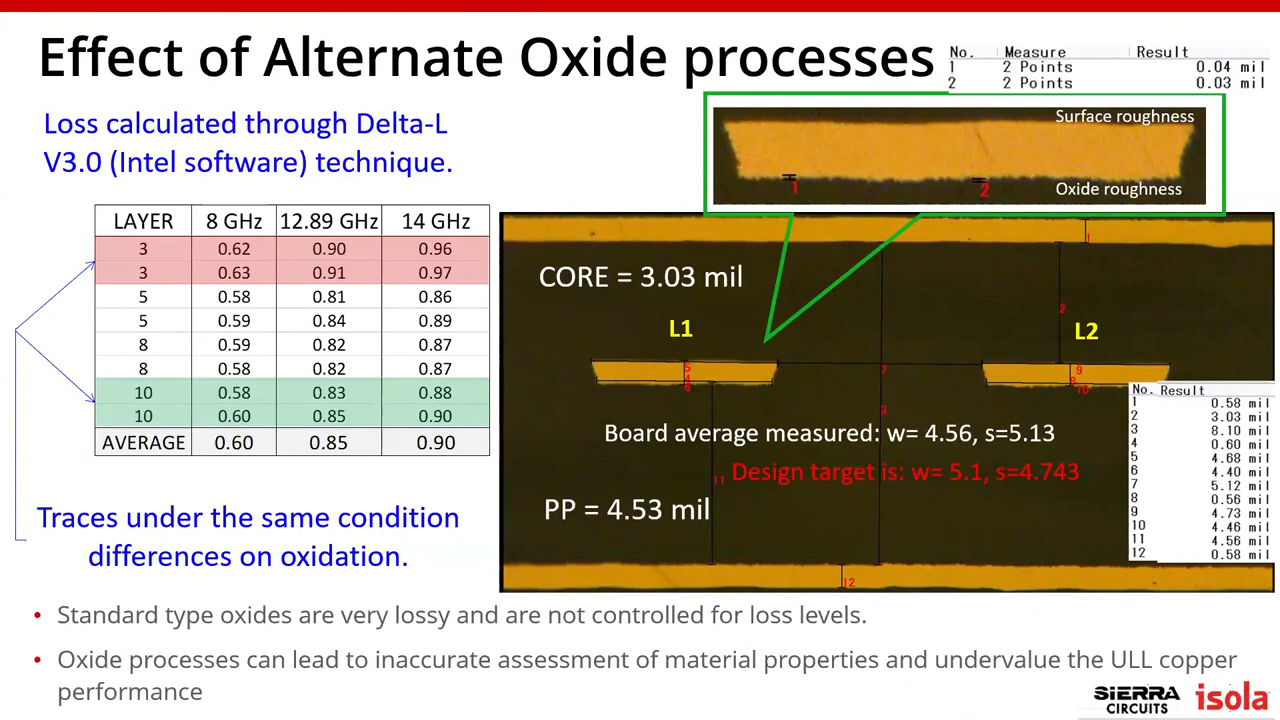 Effect of Alternate Oxide processes
No. Measure Result
1 2 Points 0.04 mil
2 2 Points 0.03 mil
Loss calculated through Delta-L
V3.0 (Intel software) technique.
Surface roughness
1 2
Oxide roughness
LAYER 8 GHz 12.89 GHz 14 GHz
3 0.62 0.90 0.96
3 0.63 0.91 0.97
5 0.58 0.81 0.86
5 0.59 0.84 0.89
8 0.59 0.82 0.87
8 0.58 0.82 0.87
10 0.58 0.83 0.88
10 0.60 0.85 0.90
AVERAGE 0.60 0.85 0.90
Traces under the same condition
differences on oxidation.
1
CORE = 3.03 mil
2
L1
L2
5
7
9
3
Board average measured: w= 4.56, s=5.13
11 Design target is: w= 5.1, s=4.743
PP = 4.53 mil
12
No. Result
1 0.58 mil
2 3.03 mil
3 8.10 mil
4 0.60 mil
5 4.68 mil
6 4.40 mil
7 5.12 mil
8 0.56 mil
9 4.73 mil
10 4.46 mil
11 4.56 mil
12 0.58 mil
• Standard type oxides are very lossy and are not controlled for loss levels.
• Oxide processes can lead to inaccurate assessment of material properties and undervalue the ULL copper
performance
SIERRA
CIRCUITS
isola